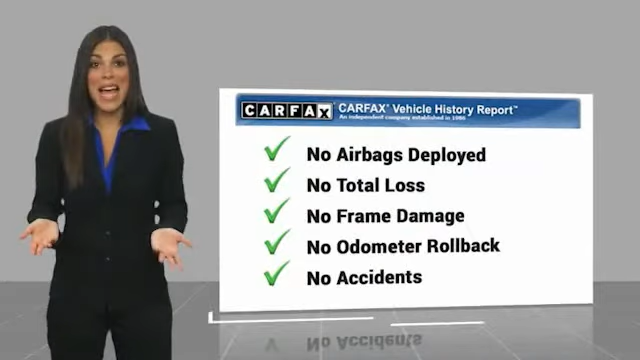 CARFAX
CARFAX® Vehicle History Report™
An independent company established in 1986
✓ No Airbags Deployed
✓ No Total Loss
✓ No Frame Damage
✓ No Odometer Rollback
✓ No Accidents